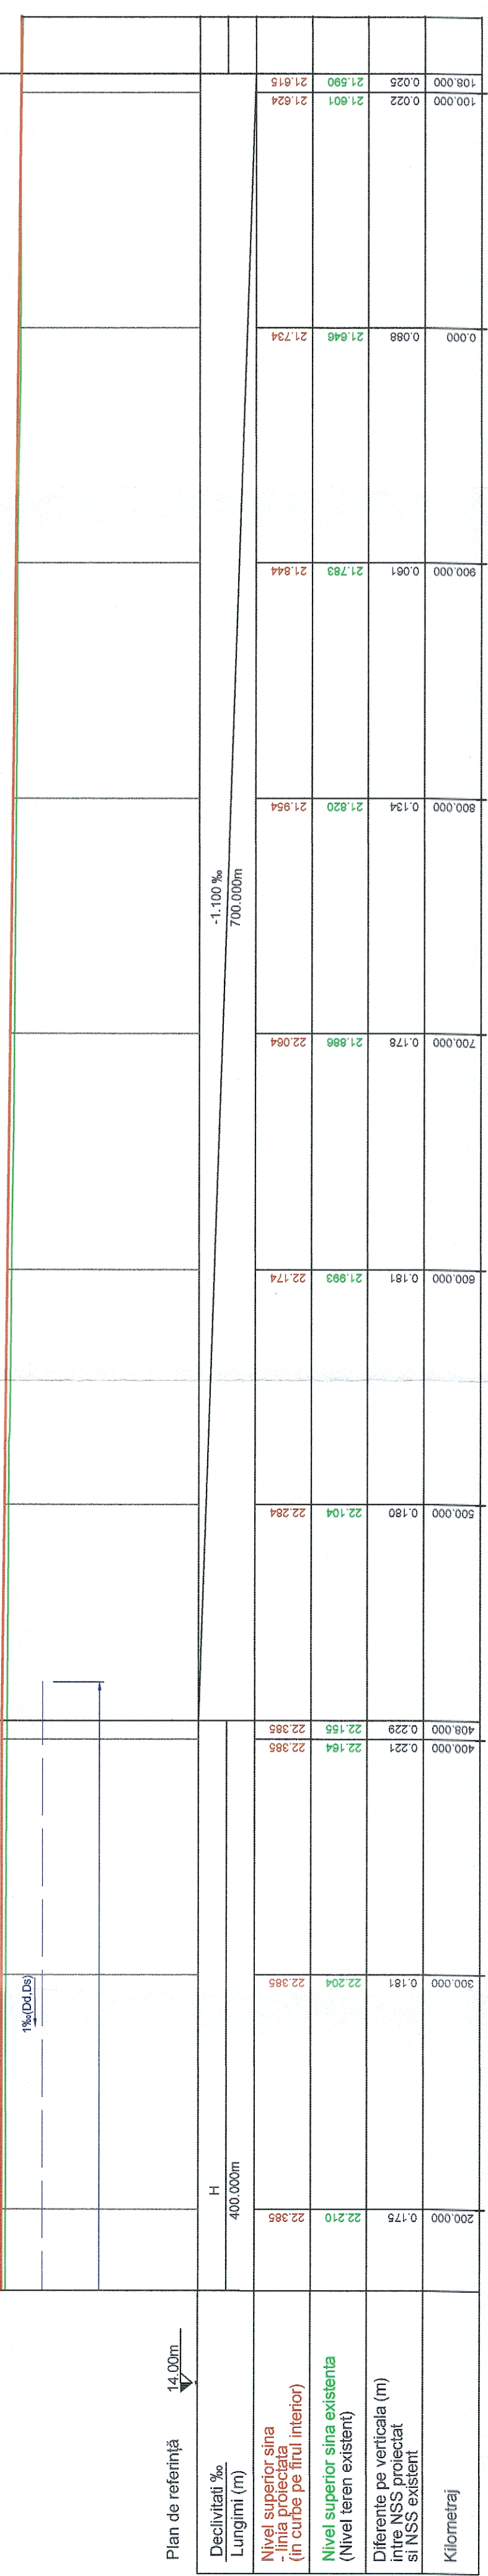 1‰(Dd,Ds)
Plan de referință
14.00m
Declivitati ‰
Lungimi (m)
H
400.000m
-1.100 ‰
700.000m
Nivel superior sina
- linia proiectata
(in curbe pe firul interior)
22.385
22.385
22.385
22.385
22.284
22.174
22.064
21.954
21.844
21.734
21.624
21.615
Nivel superior sina existenta
(Nivel teren existent)
22.210
22.204
22.164
22.155
22.104
21.993
21.886
21.820
21.783
21.646
21.601
21.590
Diferente pe verticala (m)
intre NSS proiectat
si NSS existent
0.175
0.181
0.221
0.229
0.180
0.181
0.178
0.134
0.061
0.088
0.022
0.025
Kilometraj
200.000
300.000
400.000
408.000
500.000
600.000
700.000
800.000
900.000
0.000
100.000
108.000